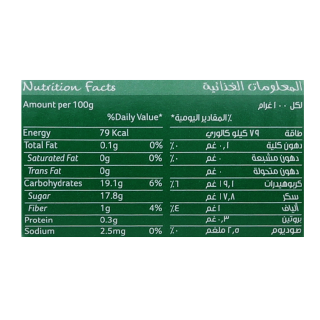 Nutrition Facts المعلومات الغذائية
Amount per 100g لكل ١٠٠ غرام
%Daily Value* %المقادير اليومية*
Energy 79 Kcal طاقة ٧٩ كيلو كالوري
Total Fat 0.1g 0% دهون كلية ٠,١ غم ٠٪
Saturated Fat 0g 0% دهون مشبعة ٠ غم ٠٪
Trans Fat 0g دهون متحولة ٠ غم
Carbohydrates 19.1g 6% كربوهيدرات ١٩,١ غم ٦٪
Sugar 17.8g سكر ١٧,٨ غم
Fiber 1g 4% ألياف ١ غم ٤٪
Protein 0.3g بروتين ٠,٣ غم
Sodium 2.5mg 0% صوديوم ٢,٥ ملغم ٠٪